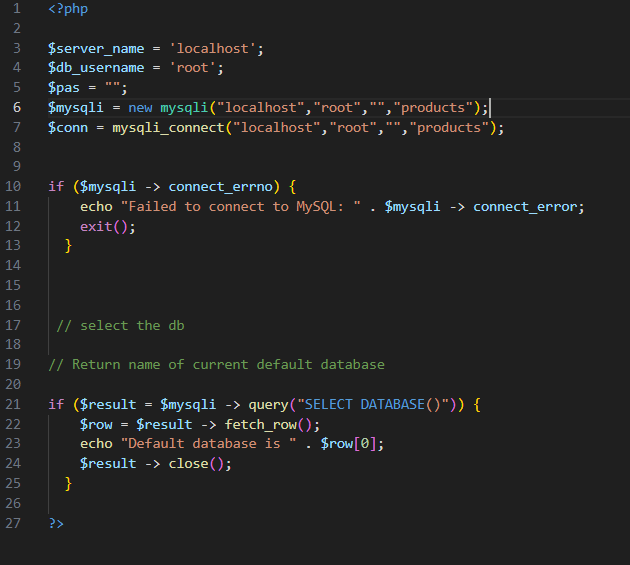 1 <?php
2
3 $server_name = 'localhost';
4 $db_username = 'root';
5 $pas = "";
6 $mysqli = new mysqli("localhost","root","","products");
7 $conn = mysqli_connect("localhost","root","","products");
8
9
10 if ($mysqli -> connect_errno) {
11     echo "Failed to connect to MySQL: " . $mysqli -> connect_error;
12     exit();
13   }
14
15
16
17  // select the db
18
19 // Return name of current default database
20
21 if ($result = $mysqli -> query("SELECT DATABASE()")) {
22     $row = $result -> fetch_row();
23     echo "Default database is " . $row[0];
24     $result -> close();
25   }
26
27 ?>